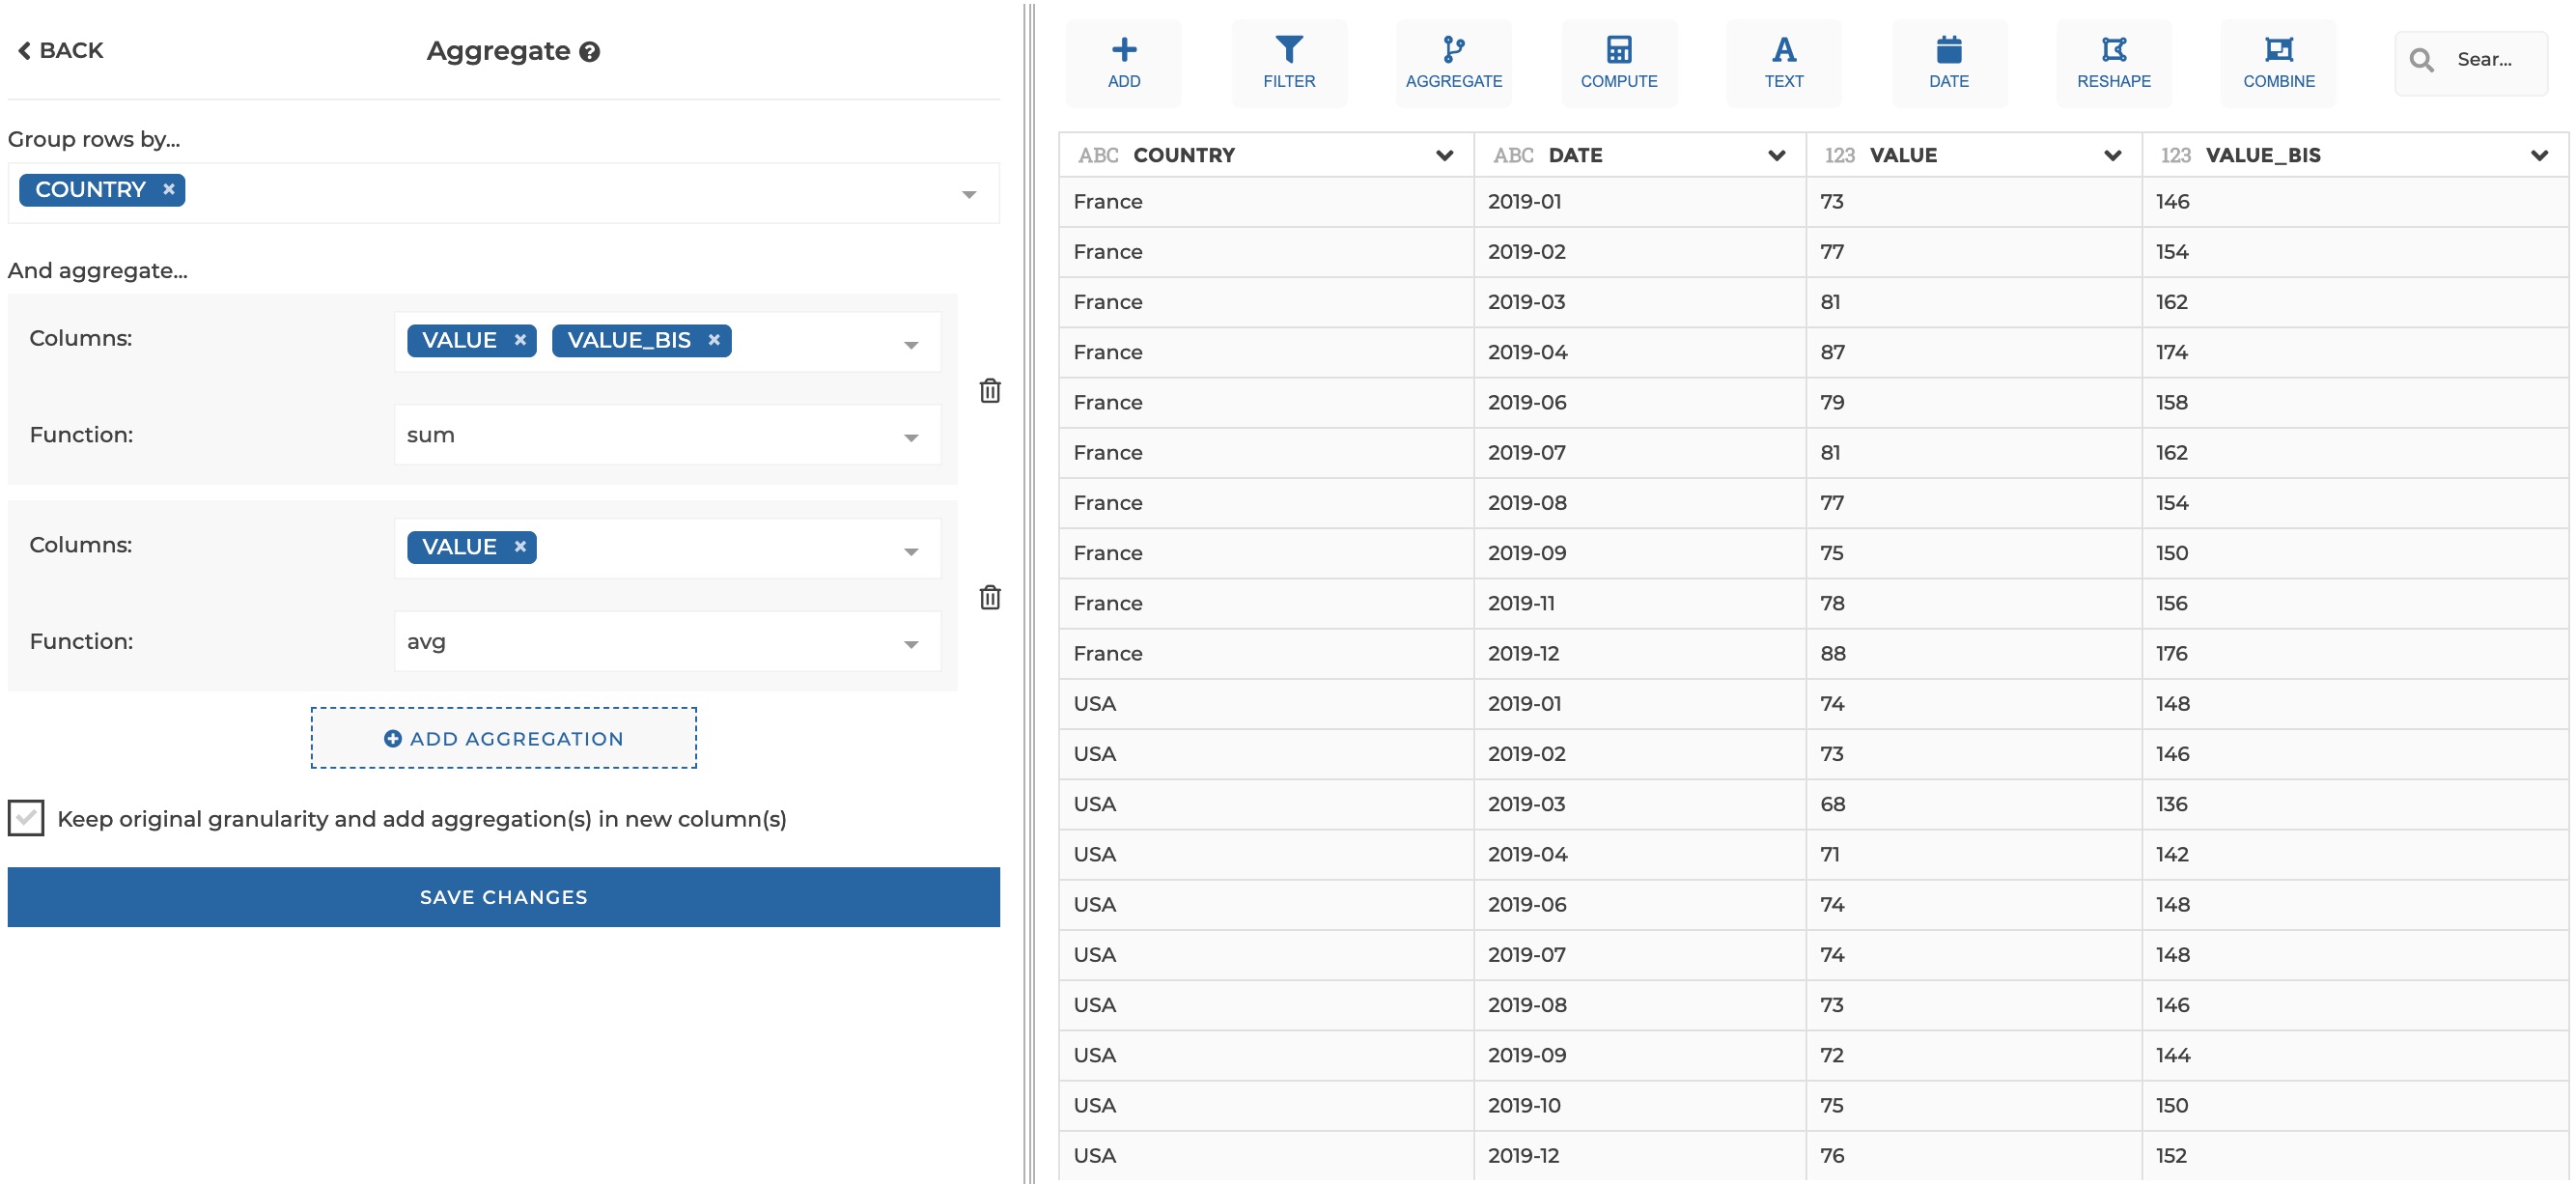 BACK
Aggregate
Group rows by...
COUNTRY ×
And aggregate...
Columns: VALUE × VALUE_BIS ×
Function: sum
Columns: VALUE ×
Function: avg
ADD AGGREGATION
Keep original granularity and add aggregation(s) in new column(s)
SAVE CHANGES
ADD FILTER AGGREGATE COMPUTE TEXT DATE RESHAPE COMBINE Sear...
ABC COUNTRY ABC DATE 123 VALUE 123 VALUE_BIS
France 2019-01 73 146
France 2019-02 77 154
France 2019-03 81 162
France 2019-04 87 174
France 2019-06 79 158
France 2019-07 81 162
France 2019-08 77 154
France 2019-09 75 150
France 2019-11 78 156
France 2019-12 88 176
USA 2019-01 74 148
USA 2019-02 73 146
USA 2019-03 68 136
USA 2019-04 71 142
USA 2019-06 74 148
USA 2019-07 74 148
USA 2019-08 73 146
USA 2019-09 72 144
USA 2019-10 75 150
USA 2019-12 76 152